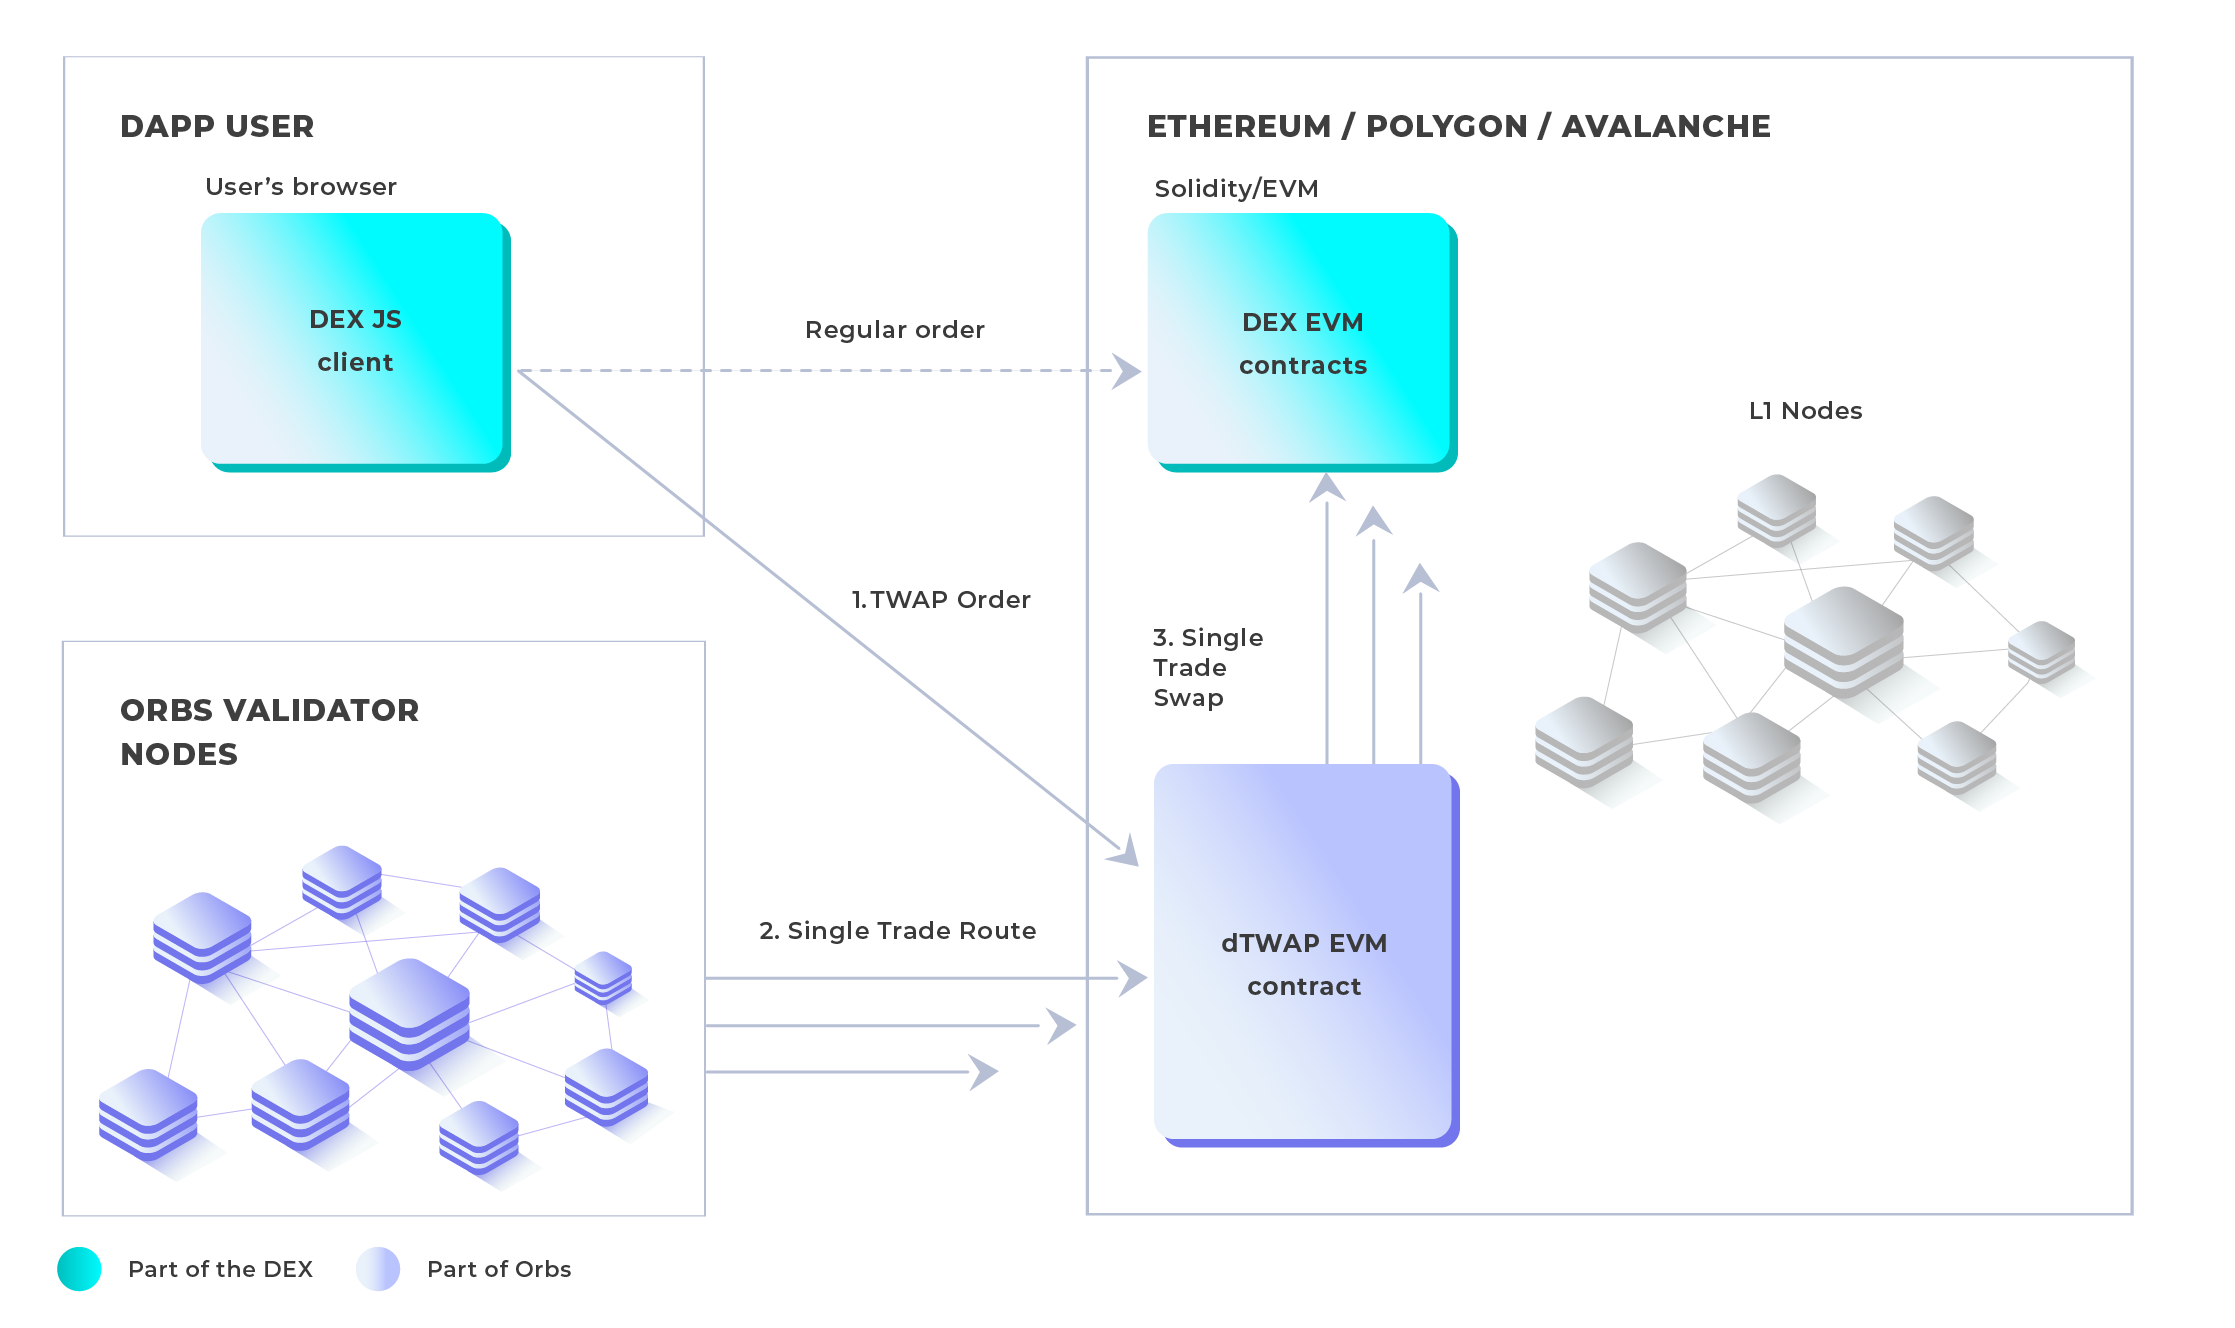 DAPP USER
User’s browser
DEX JS
client
Regular order
ETHEREUM / POLYGON / AVALANCHE
Solidity/EVM
DEX EVM
contracts
L1 Nodes
1.TWAP Order
3. Single
Trade
Swap
ORBS VALIDATOR
NODES
2. Single Trade Route
dTWAP EVM
contract
Part of the DEX
Part of Orbs